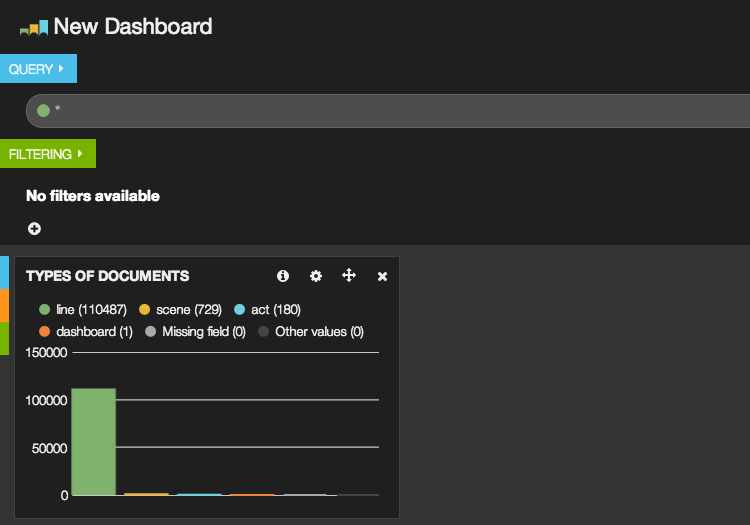 New Dashboard
QUERY
*
FILTERING
No filters available
TYPES OF DOCUMENTS
line (110487) scene (729) act (180)
dashboard (1) Missing field (0) Other values (0)
150000
100000
50000
0